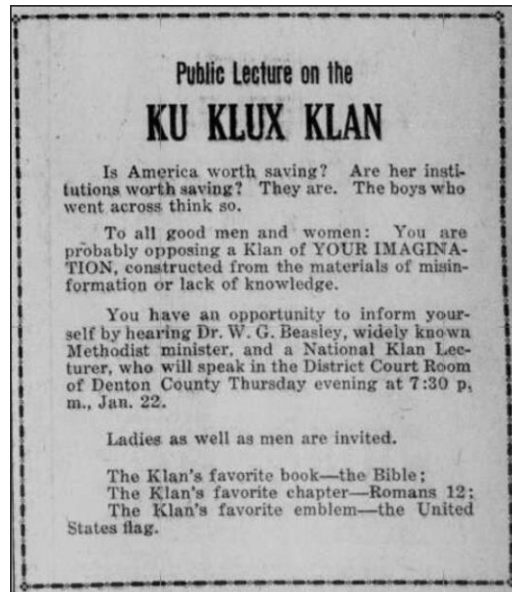 Public Lecture on the
KU KLUX KLAN
Is America worth saving? Are her insti-
tutions worth saving? They are. The boys who
went across think so.
To all good men and women: You are
probably opposing a Klan of YOUR IMAGINA-
TION, constructed from the materials of misin-
formation or lack of knowledge.
You have an opportunity to inform your-
self by hearing Dr. W. G. Beasley, widely known
Methodist minister, and a National Klan Lec-
turer, who will speak in the District Court Room
of Denton County Thursday evening at 7:30 p,
m., Jan. 22.
Ladies as well as men are invited.
The Klan's favorite book—the Bible;
The Klan's favorite chapter—Romans 12;
The Klan's favorite emblem—the United
States flag.